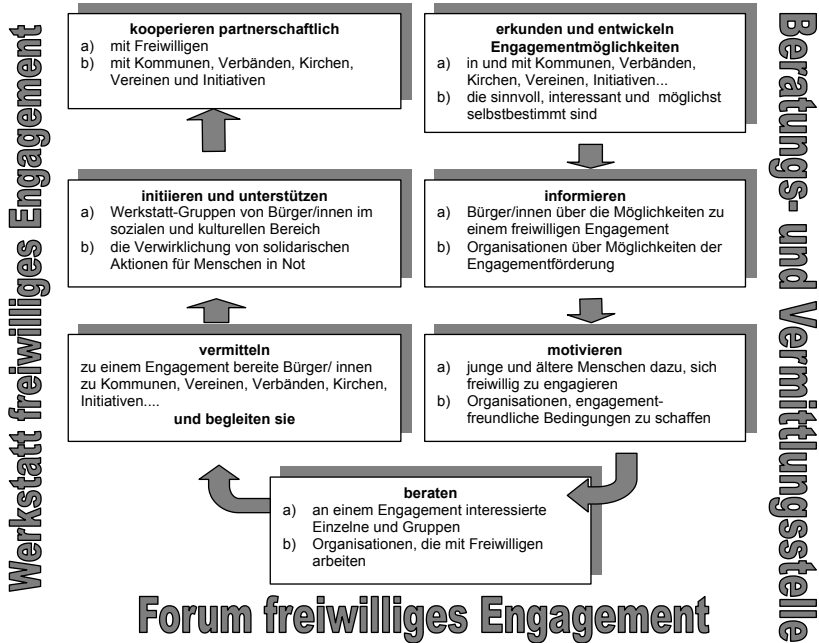 Werkstatt freiwilliges Engagement
kooperieren partnerschaftlich
a) mit Freiwilligen
b) mit Kommunen, Verbänden, Kirchen,
Vereinen und Initiativen
initiieren und unterstützen
a) Werkstatt-Gruppen von Bürger/innen im
sozialen und kulturellen Bereich
b) die Verwirklichung von solidarischen
Aktionen für Menschen in Not
vermitteln
zu einem Engagement bereite Bürger/ innen
zu Kommunen, Vereinen, Verbänden, Kirchen,
Initiativen....
und begleiten sie
erkunden und entwickeln
Engagementmöglichkeiten
a) in und mit Kommunen, Verbänden,
Kirchen, Vereinen, Initiativen...
b) die sinnvoll, interessant und möglichst
selbstbestimmt sind
informieren
a) Bürger/innen über die Möglichkeiten zu
einem freiwilligen Engagement
b) Organisationen über Möglichkeiten der
Engagementförderung
motivieren
a) junge und ältere Menschen dazu, sich
freiwillig zu engagieren
b) Organisationen, engagement-
freundliche Bedingungen zu schaffen
beraten
a) an einem Engagement interessierte
Einzelne und Gruppen
b) Organisationen, die mit Freiwilligen
arbeiten
Beratungs- und Vermittlungsstelle
Forum freiwilliges Engagement